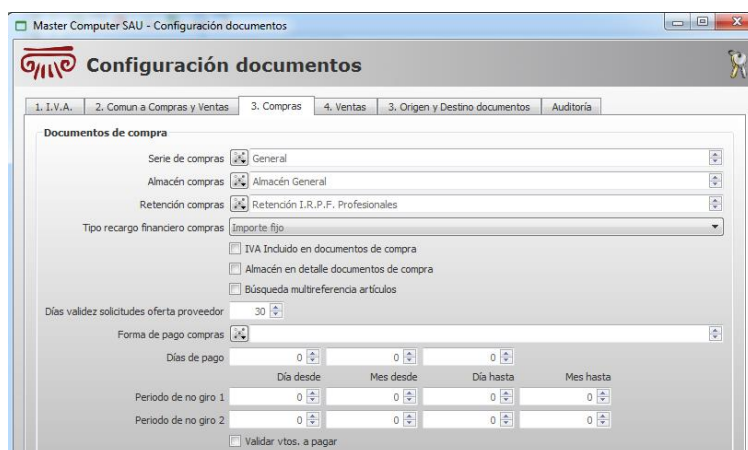 Master Computer SAU - Configuración documentos
Configuración documentos
1. I.V.A. 2. Comun a Compras y Ventas 3. Compras 4. Ventas 3. Origen y Destino documentos Auditoría
Documentos de compra
Serie de compras General
Almacén compras Almacén General
Retención compras Retención I.R.P.F. Profesionales
Tipo recargo financiero compras Importe fijo
IVA Incluido en documentos de compra
Almacén en detalle documentos de compra
Búsqueda multireferencia artículos
Días validez solicitudes oferta proveedor 30
Forma de pago compras
Días de pago 0 0 0
Día desde Mes desde Día hasta Mes hasta
Periodo de no giro 1 0 0 0 0
Periodo de no giro 2 0 0 0 0
Validar vtos. a pagar